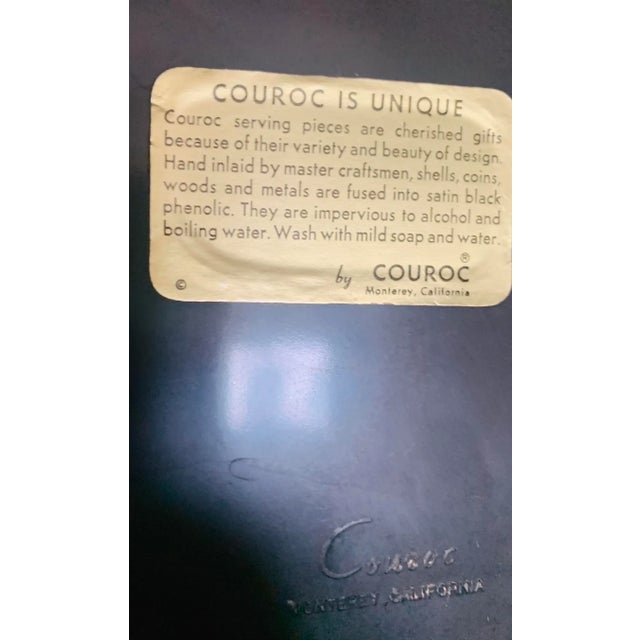 COUROC IS UNIQUE
Couroc serving pieces are cherished gifts
because of their variety and beauty of design.
Hand inlaid by master craftsmen, shells, coins,
woods and metals are fused into satin black
phenolic. They are impervious to alcohol and
boiling water. Wash with mild soap and water.
by COUROC ®
© Monterey, California
Couroc
MONTEREY, CALIFORNIA